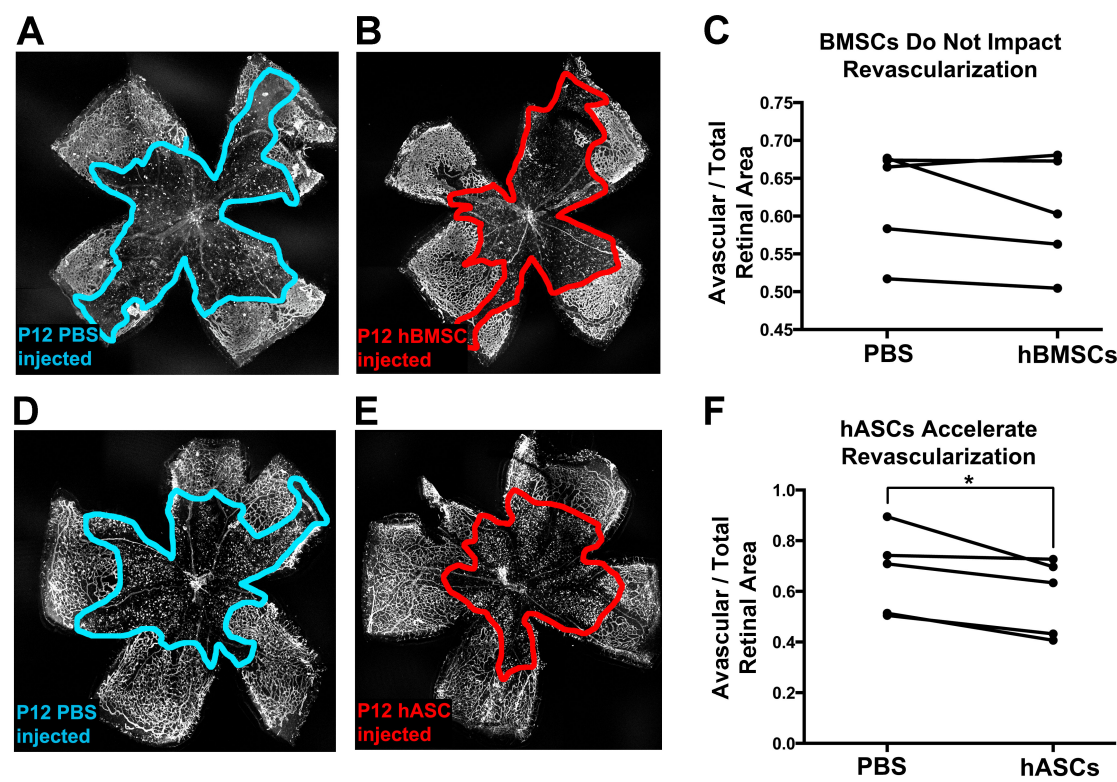 A
P12 PBS
injected
B
P12 hBMSC
injected
C
BMSCs Do Not Impact
Revascularization
Avascular / Total
Retinal Area
0.75
0.70
0.65
0.60
0.55
0.50
0.45
PBS
hBMSCs
D
P12 PBS
injected
E
P12 hASC
injected
F
hASCs Accelerate
Revascularization
Avascular / Total
Retinal Area
1.0
0.8
0.6
0.4
0.2
0.0
*
PBS
hASCs